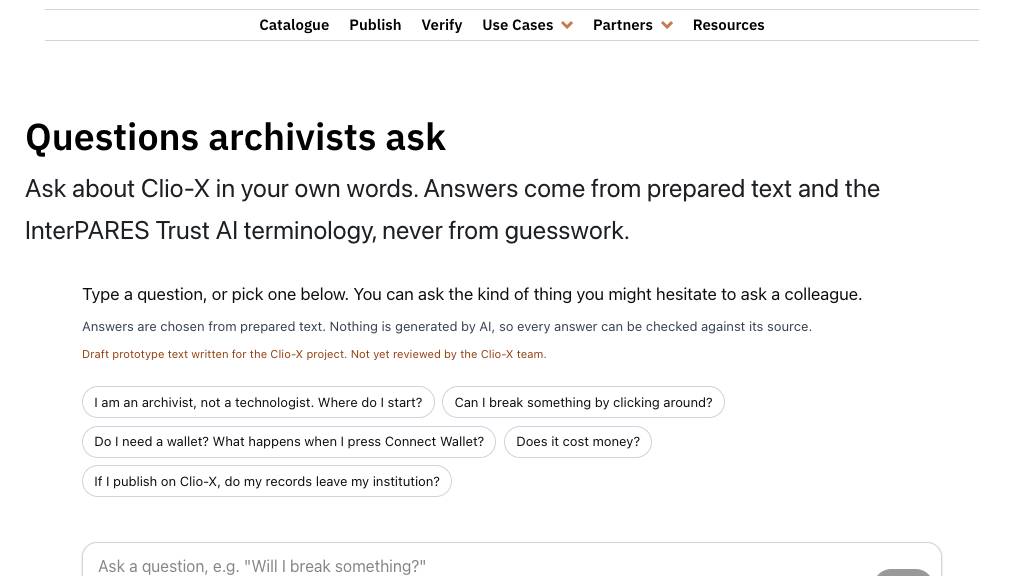 Catalogue Publish Verify Use Cases Partners Resources
Questions archivists ask
Ask about Clio-X in your own words. Answers come from prepared text and the
InterPARES Trust AI terminology, never from guesswork.
Type a question, or pick one below. You can ask the kind of thing you might hesitate to ask a colleague.
Answers are chosen from prepared text. Nothing is generated by AI, so every answer can be checked against its source.
Draft prototype text written for the Clio-X project. Not yet reviewed by the Clio-X team.
I am an archivist, not a technologist. Where do I start? Can I break something by clicking around?
Do I need a wallet? What happens when I press Connect Wallet? Does it cost money?
If I publish on Clio-X, do my records leave my institution?
Ask a question, e.g. "Will I break something?"